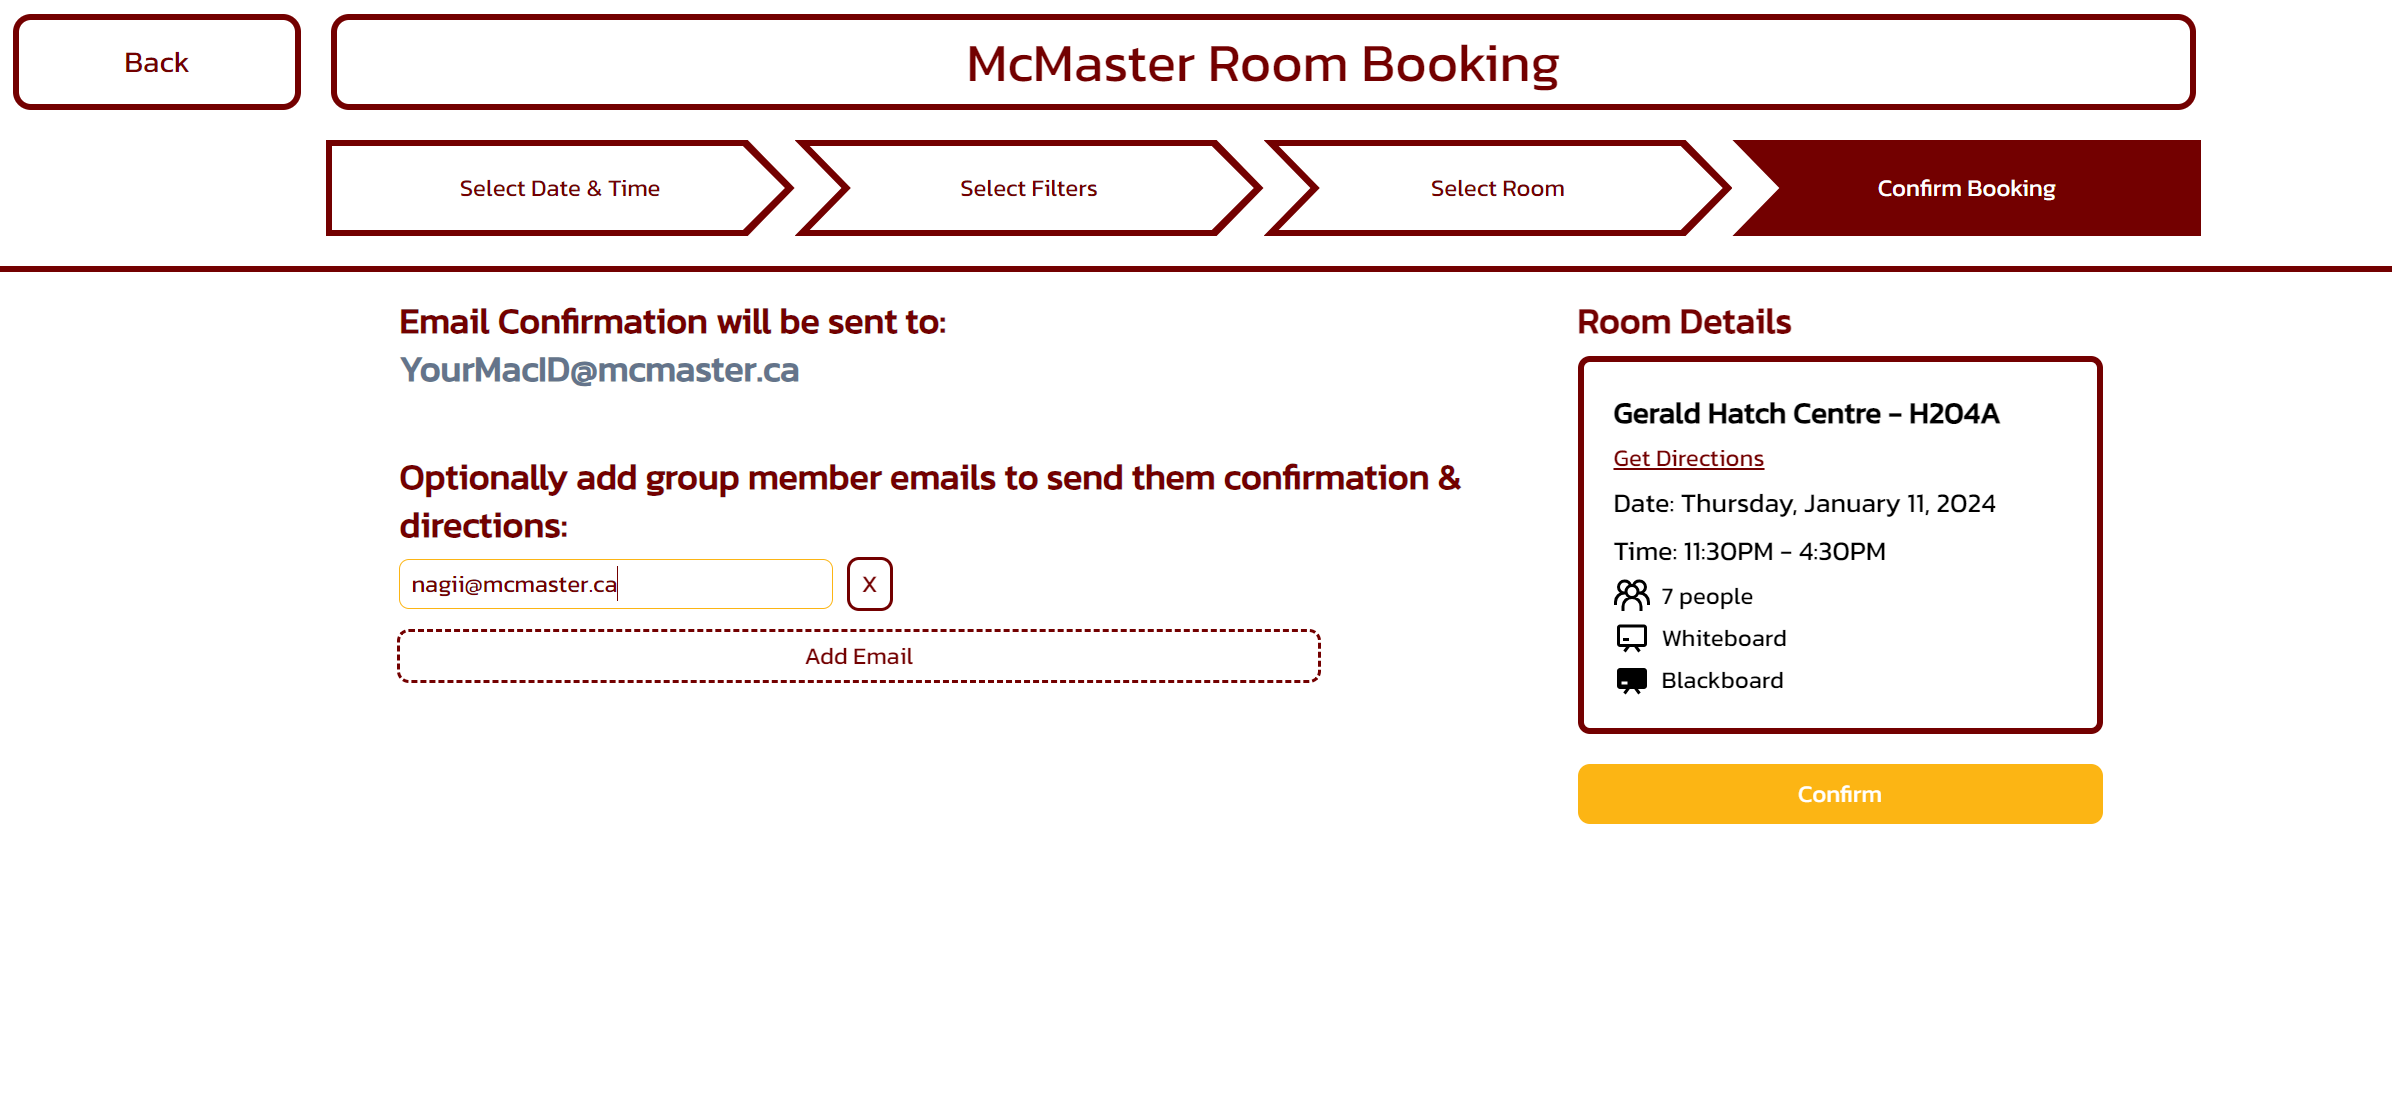 Back
McMaster Room Booking
Select Date & Time
Select Filters
Select Room
Confirm Booking
Email Confirmation will be sent to:
YourMacID@mcmaster.ca
Optionally add group member emails to send them confirmation &
directions:
nagii@mcmaster.ca
X
Add Email
Room Details
Gerald Hatch Centre - H204A
Get Directions
Date: Thursday, January 11, 2024
Time: 11:30PM - 4:30PM
7 people
Whiteboard
Blackboard
Confirm